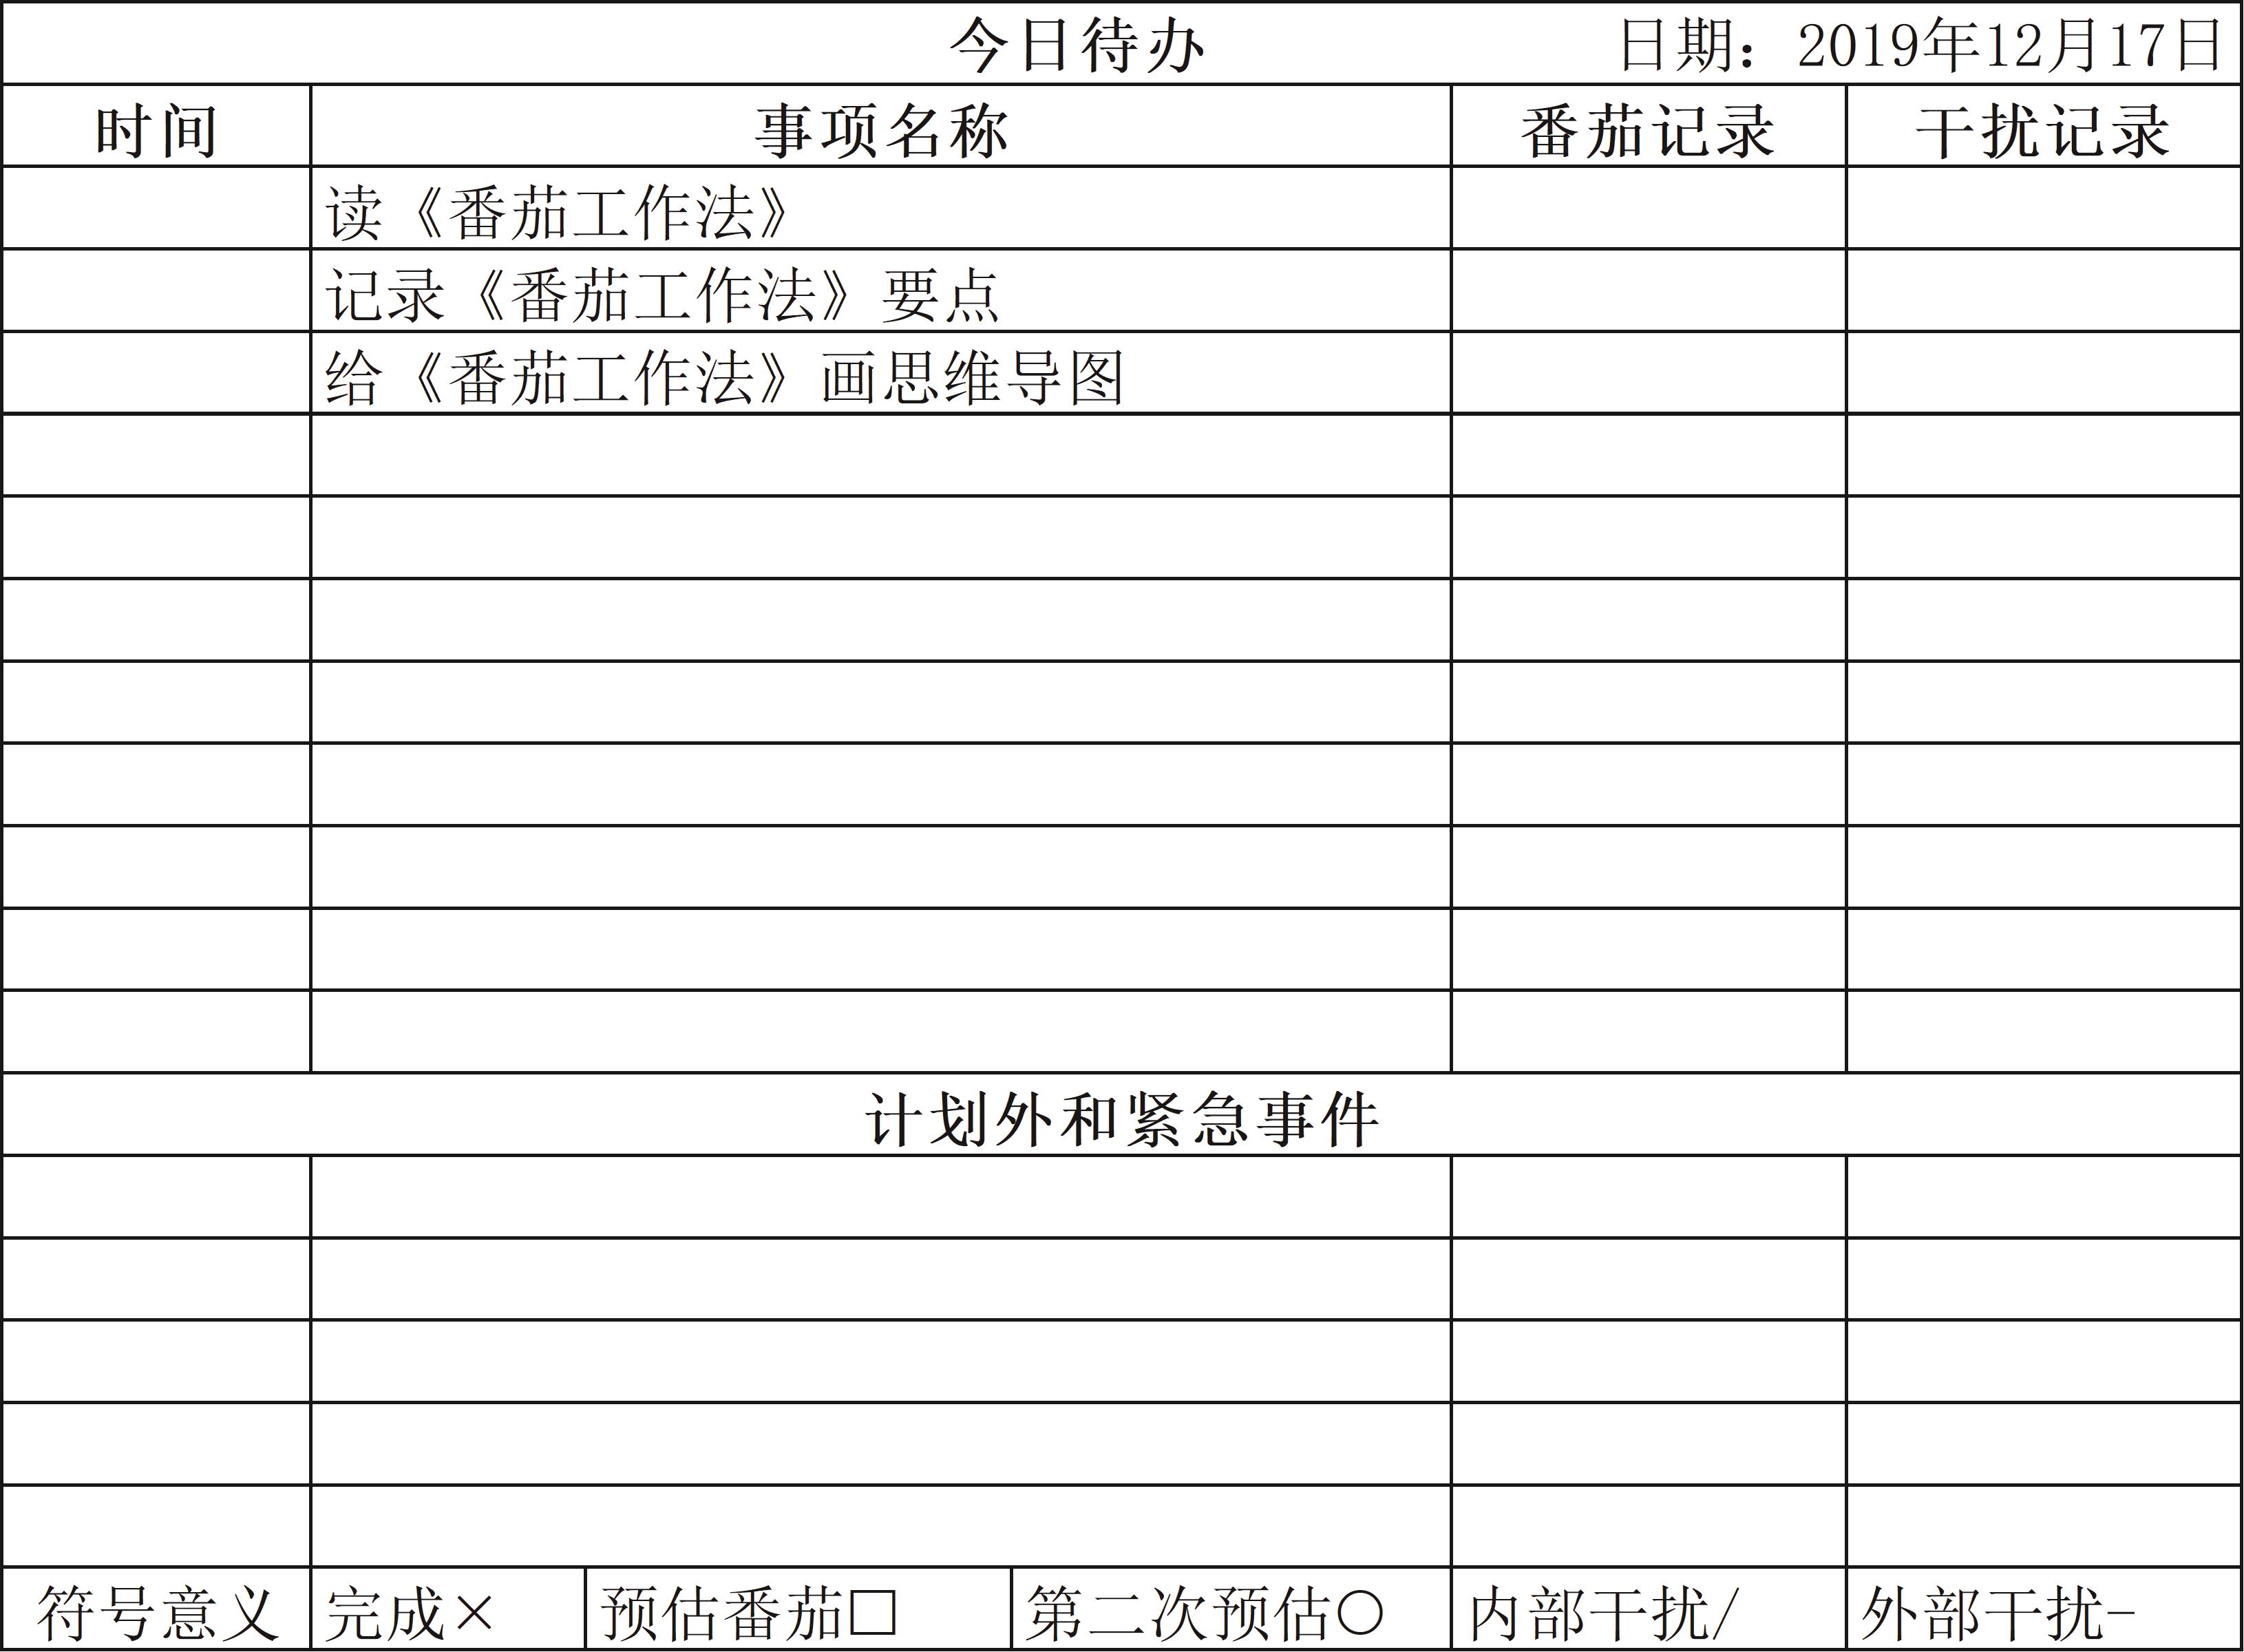 今日待办 日期：2019年12月17日
时间 事项名称 番茄记录 干扰记录
读《番茄工作法》
记录《番茄工作法》要点
给《番茄工作法》画思维导图
计划外和紧急事件
符号意义 完成× 预估番茄□ 第二次预估○ 内部干扰/ 外部干扰-